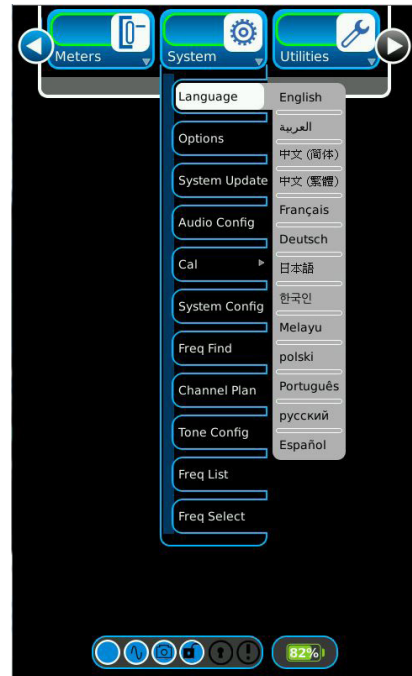 Meters
System
Utilities
Language
Options
System Update
Audio Config
Cal
System Config
Freq Find
Channel Plan
Tone Config
Freq List
Freq Select
English
العربية
中文 (简体)
中文 (繁體)
Français
Deutsch
日本語
한국인
Melayu
polski
Português
русский
Español
82%